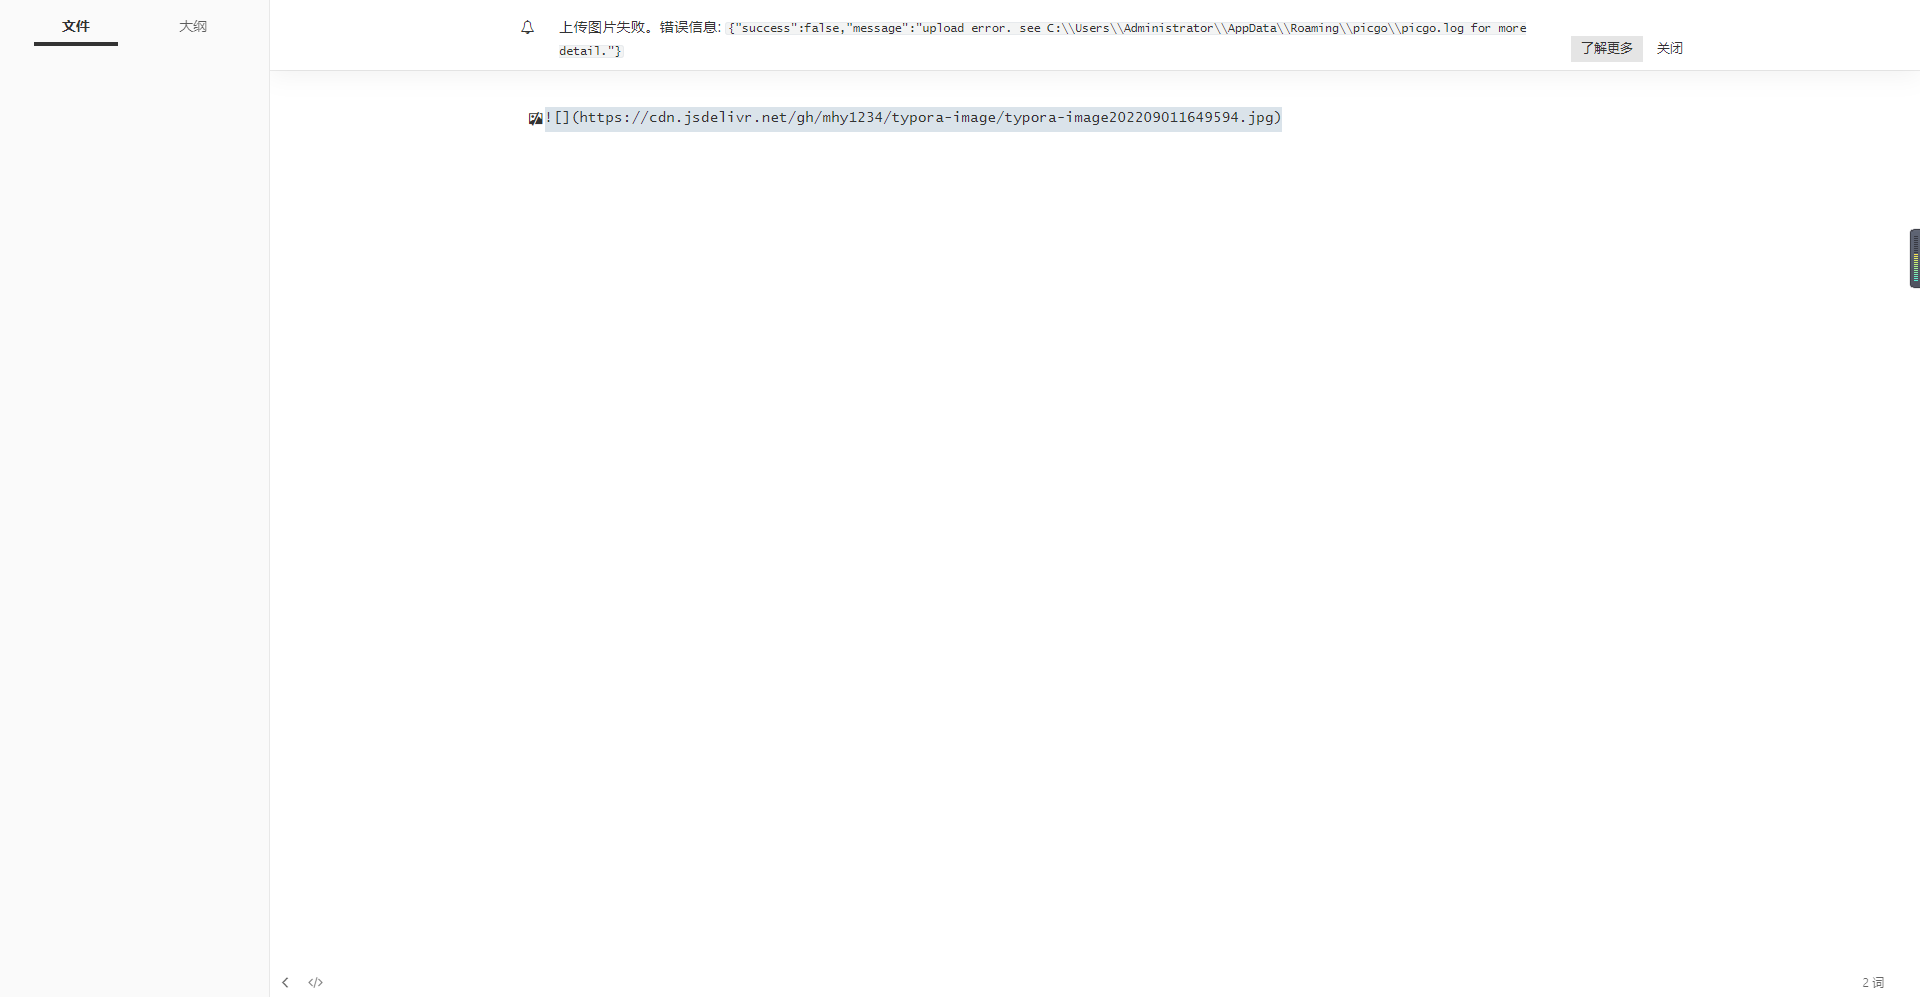 文件 大纲
上传图片失败。错误信息: {"success":false,"message":"upload error. see C:\\Users\\Administrator\\AppData\\Roaming\\picgo\\picgo.log for more
detail."}
了解更多 关闭
![](https://cdn.jsdelivr.net/gh/mhy1234/typora-image/typora-image202209011649594.jpg)
</> 2 词